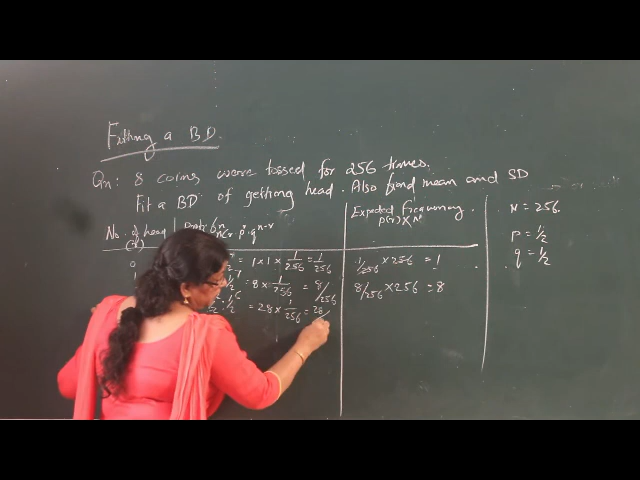 Fitting a BD.
Qn: 8 coins were tossed for 256 times.
Fit a BD of getting head. Also find mean and SD
No. of head (x)
nCr. p^r. q^n-r
Expected frequency p(r) × N
N = 256
p = 1/2
q = 1/2
0 = 1 × 1 × 1/256 = 1/256 1/256 × 256 = 1
= 8 × 1/256 = 8/256 8/256 × 256 = 8
= 28 × 1/256 = 28/